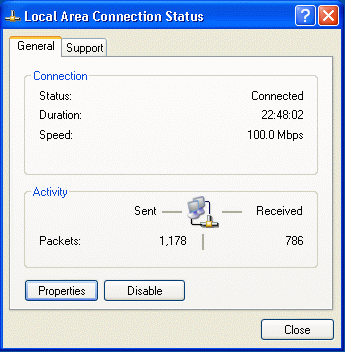 Local Area Connection Status
General Support
Connection
Status: Connected
Duration: 22:48:02
Speed: 100.0 Mbps
Activity
Sent Received
Packets: 1,178 786
Properties Disable
Close